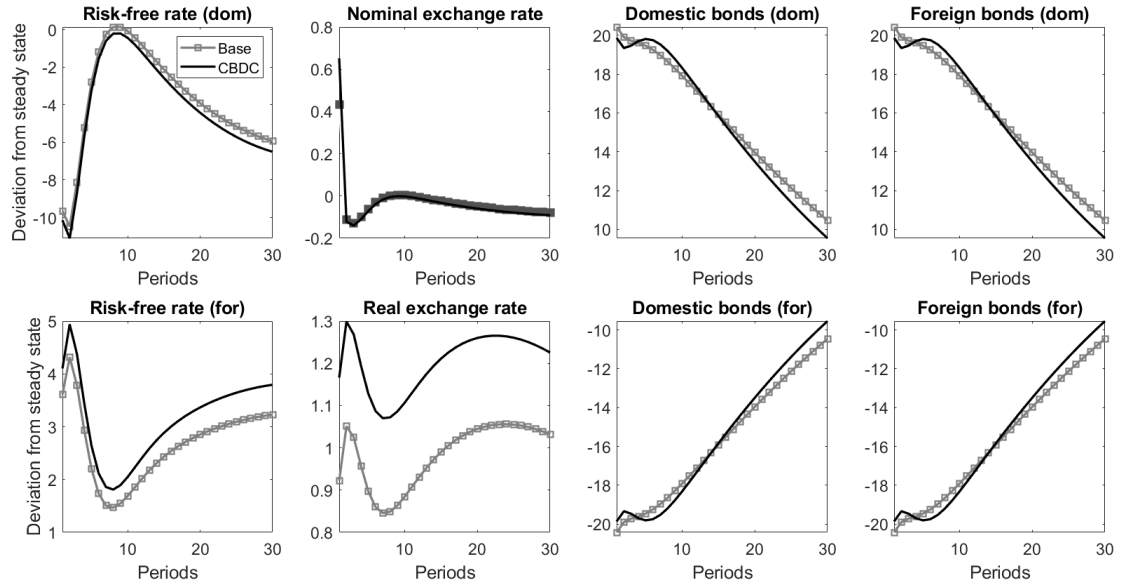 Risk-free rate (dom)
Nominal exchange rate
Domestic bonds (dom)
Foreign bonds (dom)
Deviation from steady state
0
-2
-4
-6
-8
-10
Base
CBDC
10 20 30
Periods
0.8
0.6
0.4
0.2
0
-0.2
10 20 30
Periods
20
18
16
14
12
10
10 20 30
Periods
20
18
16
14
12
10
10 20 30
Periods
Risk-free rate (for)
Real exchange rate
Domestic bonds (for)
Foreign bonds (for)
Deviation from steady state
5
4
3
2
1
10 20 30
Periods
1.3
1.2
1.1
1
0.9
0.8
10 20 30
Periods
-10
-12
-14
-16
-18
-20
10 20 30
Periods
-10
-12
-14
-16
-18
-20
10 20 30
Periods